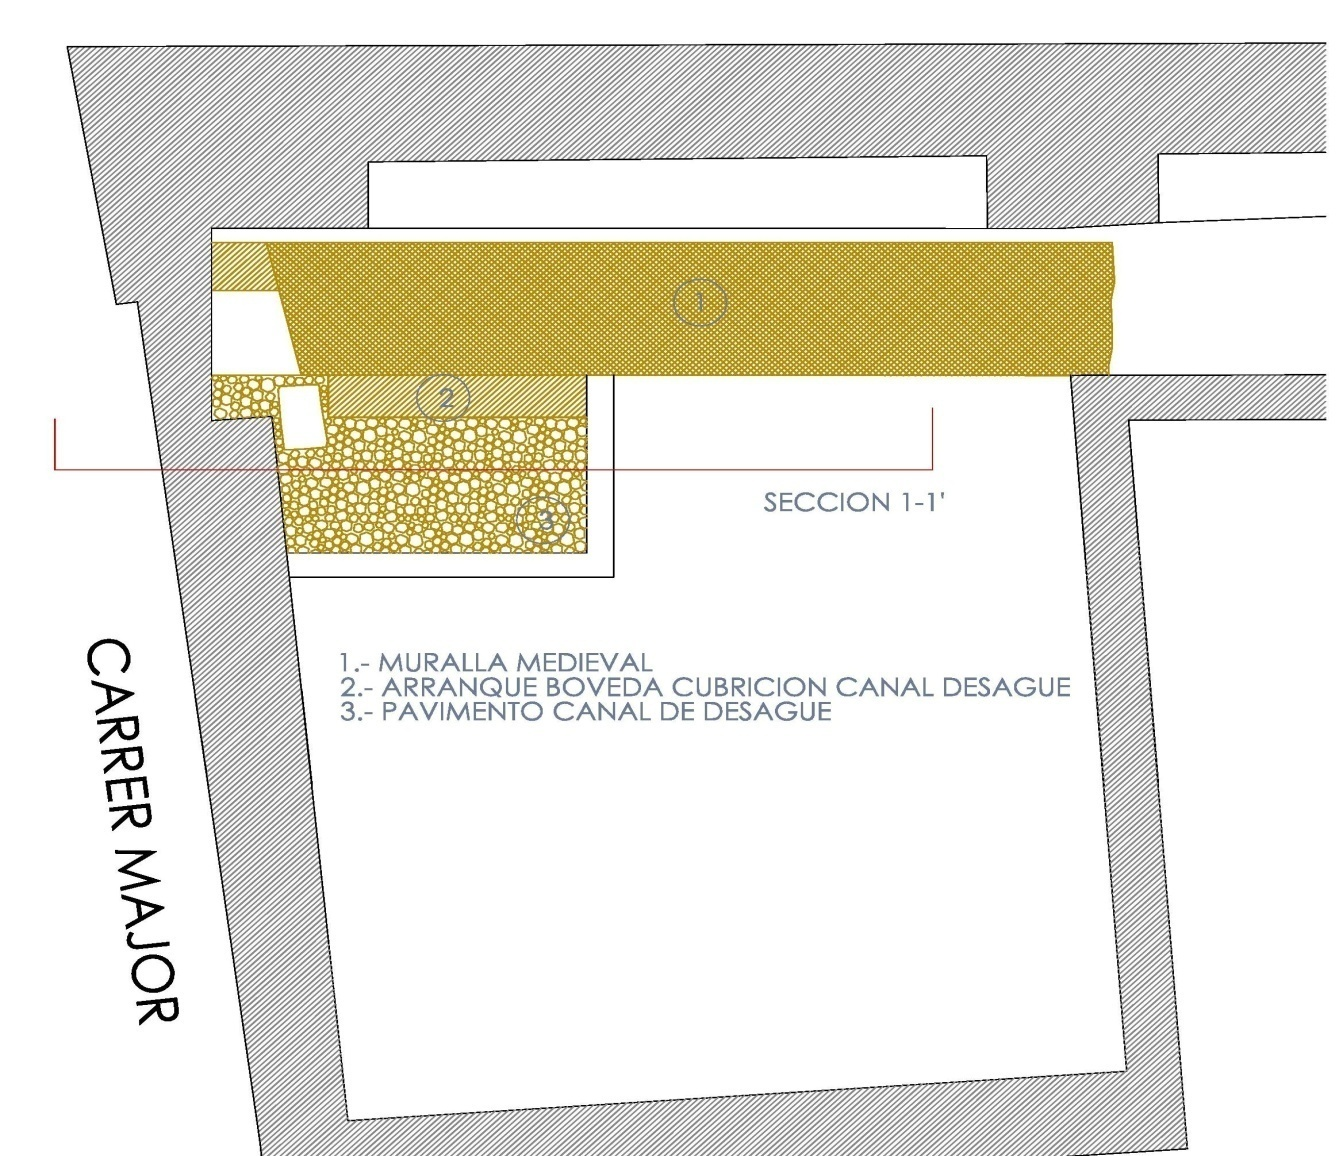 1
2
3
SECCION 1-1'
1.- MURALLA MEDIEVAL
2.- ARRANQUE BOVEDA CUBRICION CANAL DESAGUE
3.- PAVIMENTO CANAL DE DESAGUE
CARRER MAJOR